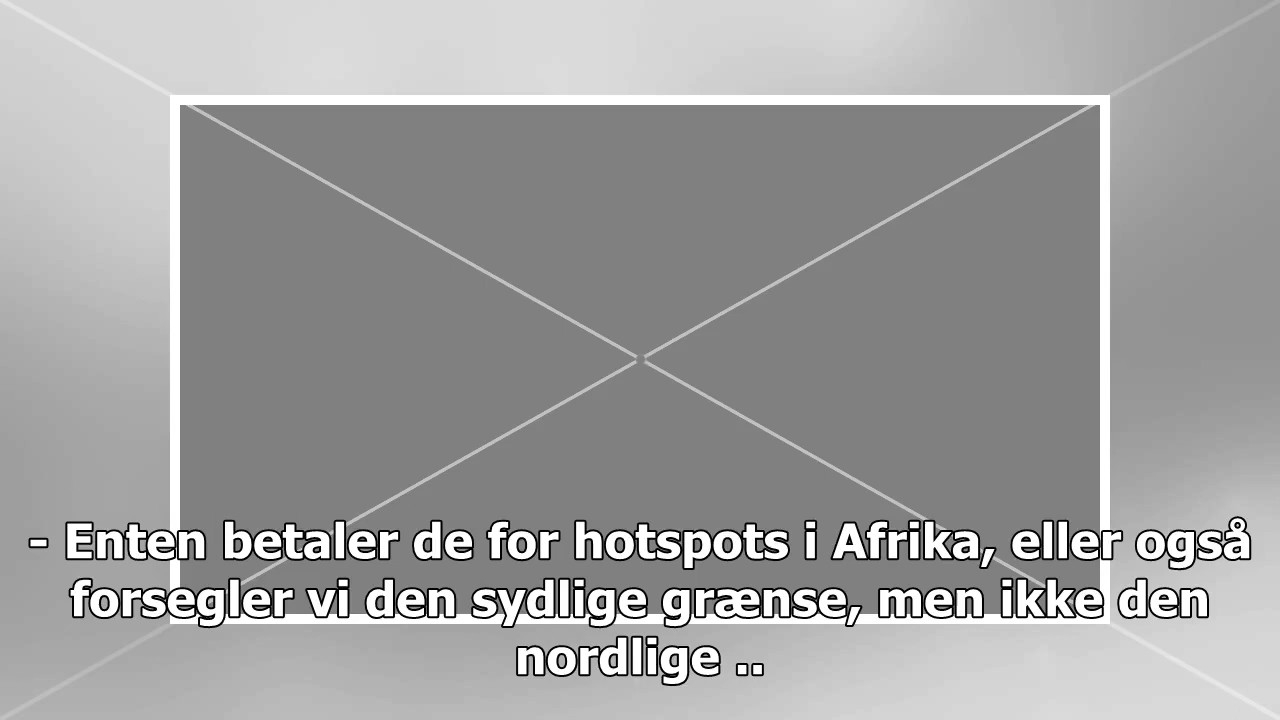 - Enten betaler de for hotspots i Afrika, eller også
forsegler vi den sydlige grænse, men ikke den
nordlige ..